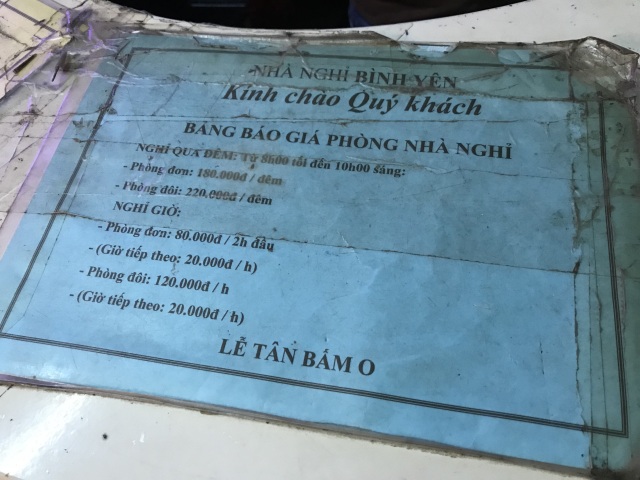 NHÀ NGHỈ BÌNH YÊN
Kính chào Quý khách
BẢNG BÁO GIÁ PHÒNG NHÀ NGHỈ
NGHỈ QUA ĐÊM: Từ 8h00 tối đến 10h00 sáng:
- Phòng đơn: 180.000đ / đêm
- Phòng đôi: 220.000đ / đêm
NGHỈ GIỜ:
- Phòng đơn: 80.000đ / 2h đầu
- (Giờ tiếp theo: 20.000đ / h)
- Phòng đôi: 120.000đ / h
- (Giờ tiếp theo: 20.000đ / h)
LỄ TÂN BẤM O